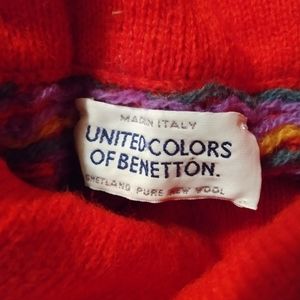 MADE IN ITALY
UNITED COLORS
OF BENETTON.
SHETLAND PURE NEW WOOL